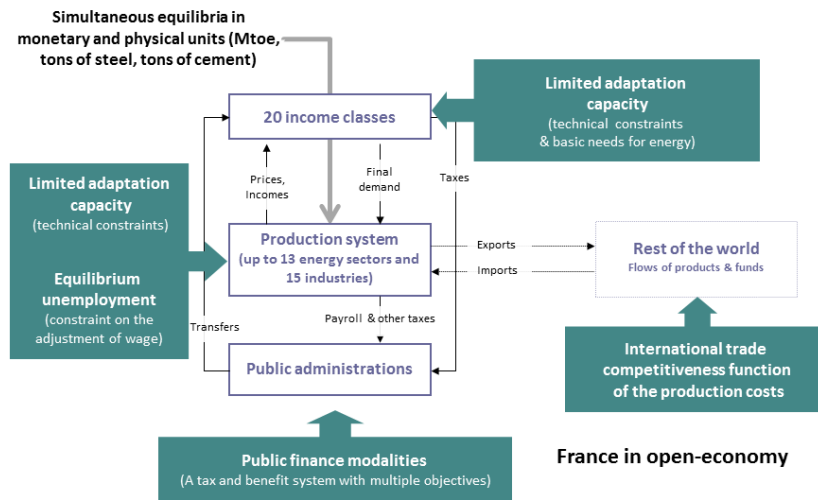 Simultaneous equilibria in
monetary and physical units (Mtoe,
tons of steel, tons of cement)
Limited adaptation
capacity
(technical constraints
& basic needs for energy)
20 income classes
Prices,
Incomes
Final
demand
Taxes
Limited adaptation
capacity
(technical constraints)
Equilibrium
unemployment
(constraint on the
adjustment of wage)
Production system
(up to 13 energy sectors and
15 industries)
Exports
Imports
Rest of the world
Flows of products & funds
Transfers
Payroll & other taxes
Public administrations
International trade
competitiveness function
of the production costs
Public finance modalities
(A tax and benefit system with multiple objectives)
France in open-economy